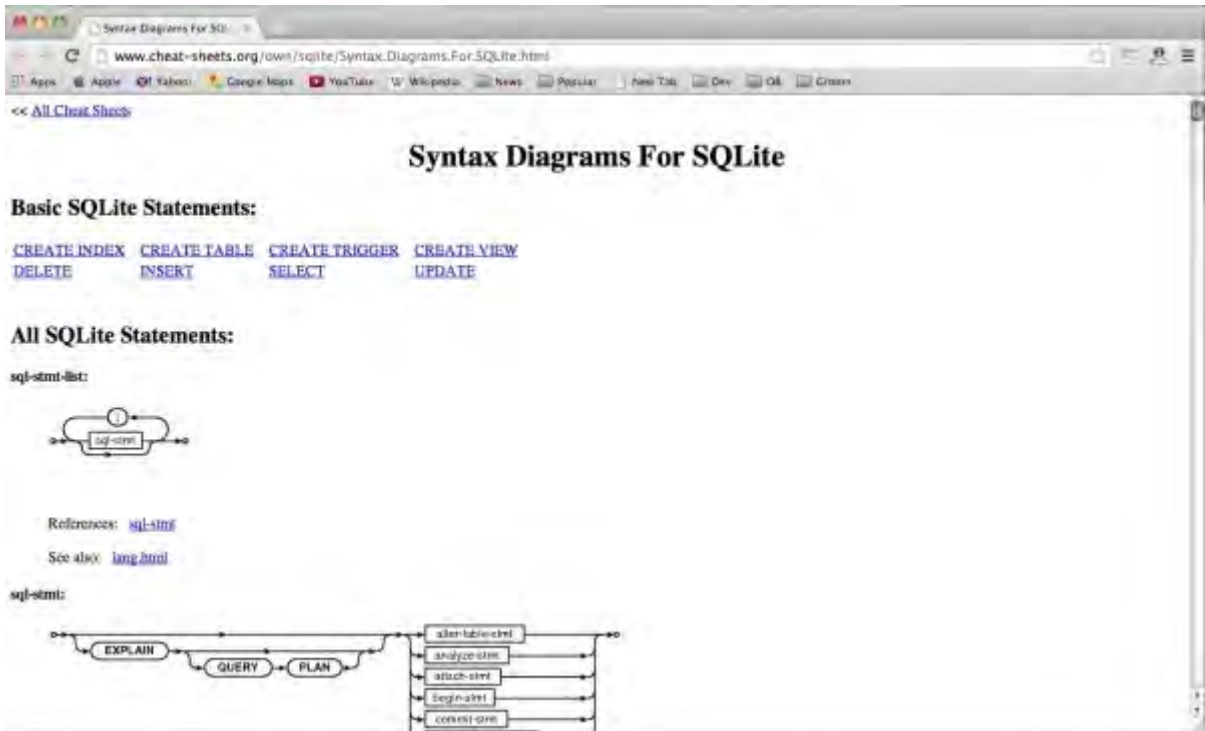 Syntax Diagrams For SQL
www.cheat-sheets.org/own/sqlite/Syntax.Diagrams.For.SQLite.html
Apps Apple Yahoo! Google Maps YouTube Wikipedia News Popular New Tab Dev QA
<< All Cheat Sheets
Syntax Diagrams For SQLite
Basic SQLite Statements:
CREATE INDEX CREATE TABLE CREATE TRIGGER CREATE VIEW
DELETE INSERT SELECT UPDATE
All SQLite Statements:
sql-stmt-list:
;
sql-stmt
References: sql-stmt
See also: lang.html
sql-stmt:
alter-table-stmt
EXPLAIN
analyze-stmt
QUERY PLAN
attach-stmt
begin-stmt
commit-stmt